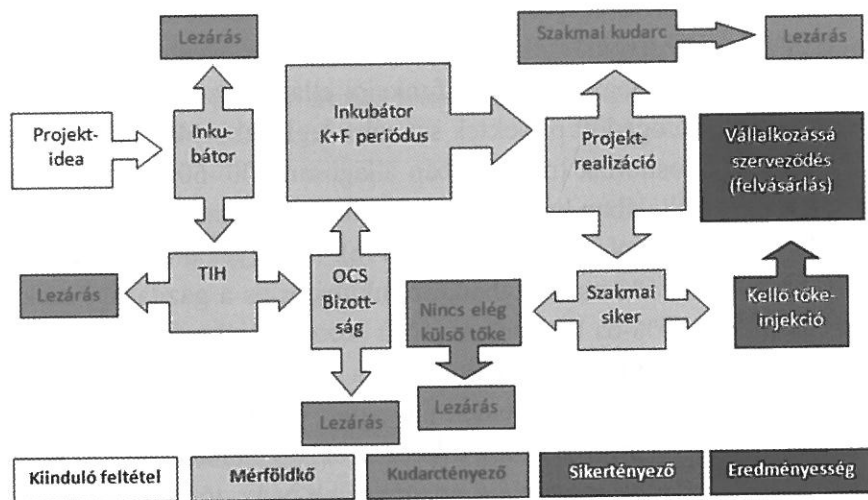 Lezárás
Szakmai kudarc
Lezárás
Projekt-
idea
Inku-
bátor
Inkubátor
K+F periódus
Projekt-
realizáció
Vállalkozássá
szerveződés
(felvásárlás)
Lezárás
TIH
OCS
Bizott-
ság
Nincs elég
külső tőke
Szakmai
siker
Kellő tőke-
injekció
Lezárás
Lezárás
Kiinduló feltétel
Mérföldkő
Kudarctényező
Sikertényező
Eredményesség